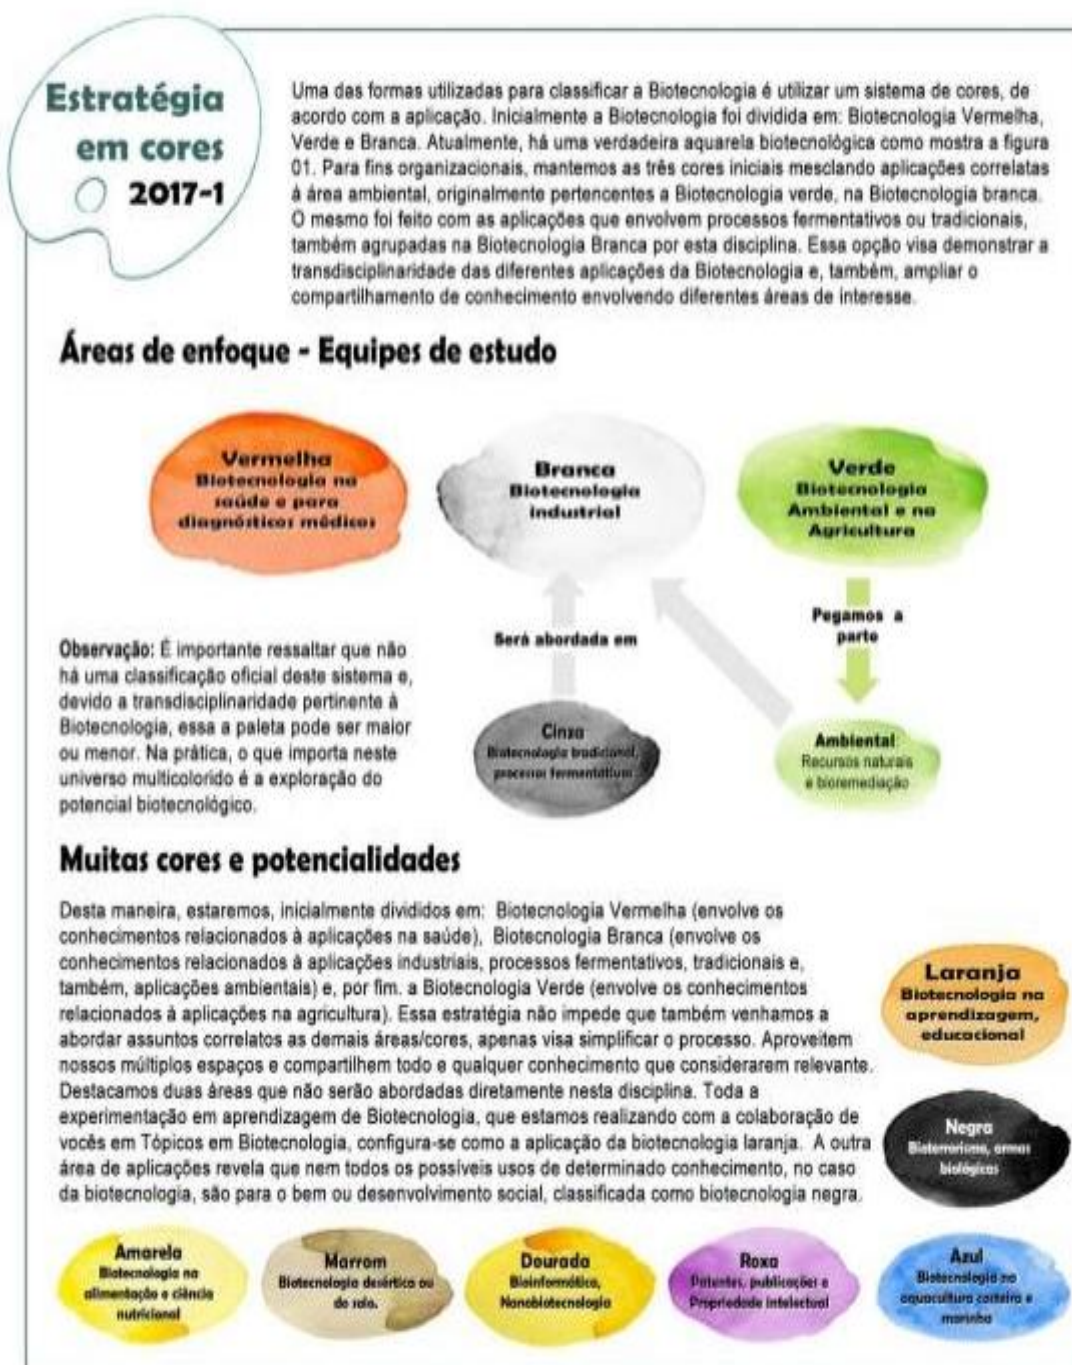 Estratégia
em cores
2017-1
Uma das formas utilizadas para classificar a Biotecnologia é utilizar um sistema de cores, de
acordo com a aplicação. Inicialmente a Biotecnologia foi dividida em: Biotecnologia Vermelha,
Verde e Branca. Atualmente, há uma verdadeira aquarela biotecnológica como mostra a figura
01. Para fins organizacionais, mantemos as três cores iniciais mesclando aplicações correlatas
à área ambiental, originalmente pertencentes a Biotecnologia verde, na Biotecnologia branca.
O mesmo foi feito com as aplicações que envolvem processos fermentativos ou tradicionais,
também agrupadas na Biotecnologia Branca por esta disciplina. Essa opção visa demonstrar a
transdisciplinaridade das diferentes aplicações da Biotecnologia e, também, ampliar o
compartilhamento de conhecimento envolvendo diferentes áreas de interesse.
Áreas de enfoque - Equipes de estudo
Vermelha
Biotecnologia na
saúde e para
diagnósticos médicos
Branca
Biotecnologia
industrial
Verde
Biotecnologia
Ambiental e na
Agricultura
Será abordada em
Pegamos a
parte
Cinza
Biotecnologia tradicional,
processos fermentativos
Ambiental
Recursos naturais
e bioremediação
Observação: É importante ressaltar que não
há uma classificação oficial deste sistema e,
devido a transdisciplinaridade pertinente à
Biotecnologia, essa a paleta pode ser maior
ou menor. Na prática, o que importa neste
universo multicolorido é a exploração do
potencial biotecnológico.
Muitas cores e potencialidades
Desta maneira, estaremos, inicialmente divididos em: Biotecnologia Vermelha (envolve os
conhecimentos relacionados à aplicações na saúde), Biotecnologia Branca (envolve os
conhecimentos relacionados à aplicações industriais, processos fermentativos, tradicionais e,
também, aplicações ambientais) e, por fim. a Biotecnologia Verde (envolve os conhecimentos
relacionados à aplicações na agricultura). Essa estratégia não impede que também venhamos a
abordar assuntos correlatos as demais áreas/cores, apenas visa simplificar o processo. Aproveitem
nossos múltiplos espaços e compartilhem todo e qualquer conhecimento que considerarem relevante.
Destacamos duas áreas que não serão abordadas diretamente nesta disciplina. Toda a
experimentação em aprendizagem de Biotecnologia, que estamos realizando com a colaboração de
vocês em Tópicos em Biotecnologia, configura-se como a aplicação da biotecnologia laranja. A outra
área de aplicações revela que nem todos os possíveis usos de determinado conhecimento, no caso
da biotecnologia, são para o bem ou desenvolvimento social, classificada como biotecnologia negra.
Laranja
Biotecnologia na
aprendizagem,
educacional
Negra
Bioterrorismo, armas
biológicas
Amarela
Biotecnologia na
alimentação e ciência
nutricional
Marrom
Biotecnologia desértica ou
do solo.
Dourada
Bioinformática,
Nanobiotecnologia
Roxa
Patentes, publicações e
Propriedade intelectual
Azul
Biotecnologia na
aquacultura costeira e
marinha